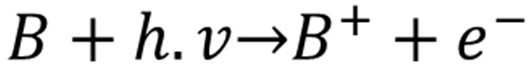 B + h.v→B⁺ + e⁻